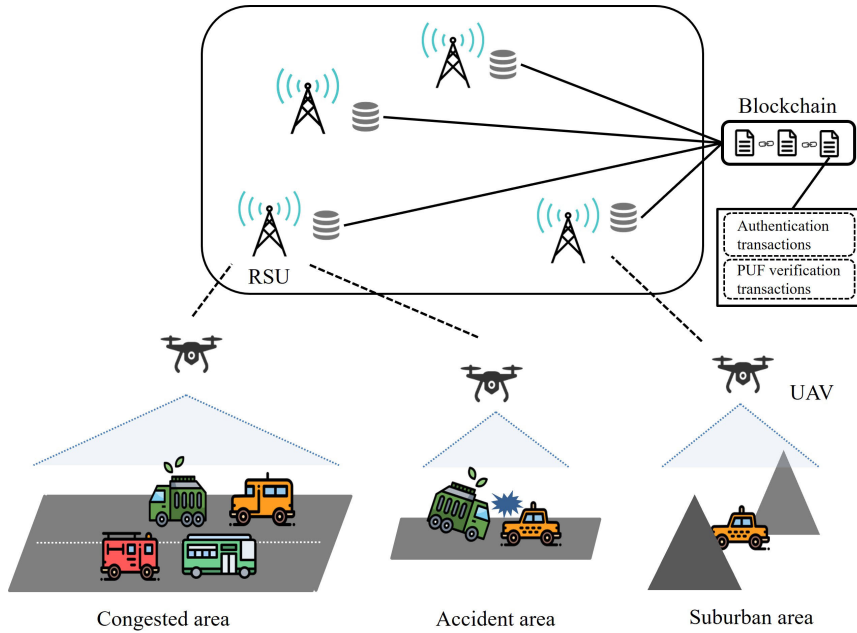 Blockchain
Authentication
transactions
PUF verification
transactions
RSU
UAV
Congested area
Accident area
Suburban area